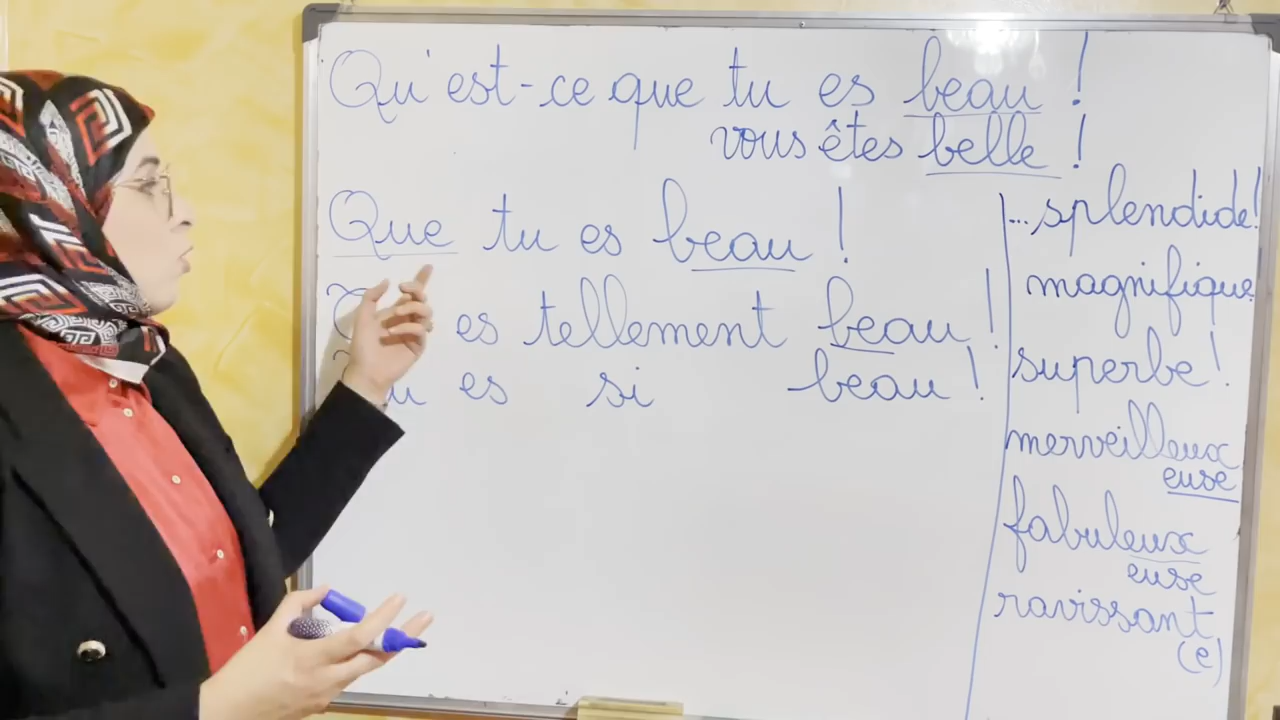 Qu'est-ce que tu es beau !
vous êtes belle !
Que tu es beau !
es tellement beau !
es si beau !
...splendide!
magnifique
superbe!
merveilleux
euse
fabuleux
euse
ravissant
(e)